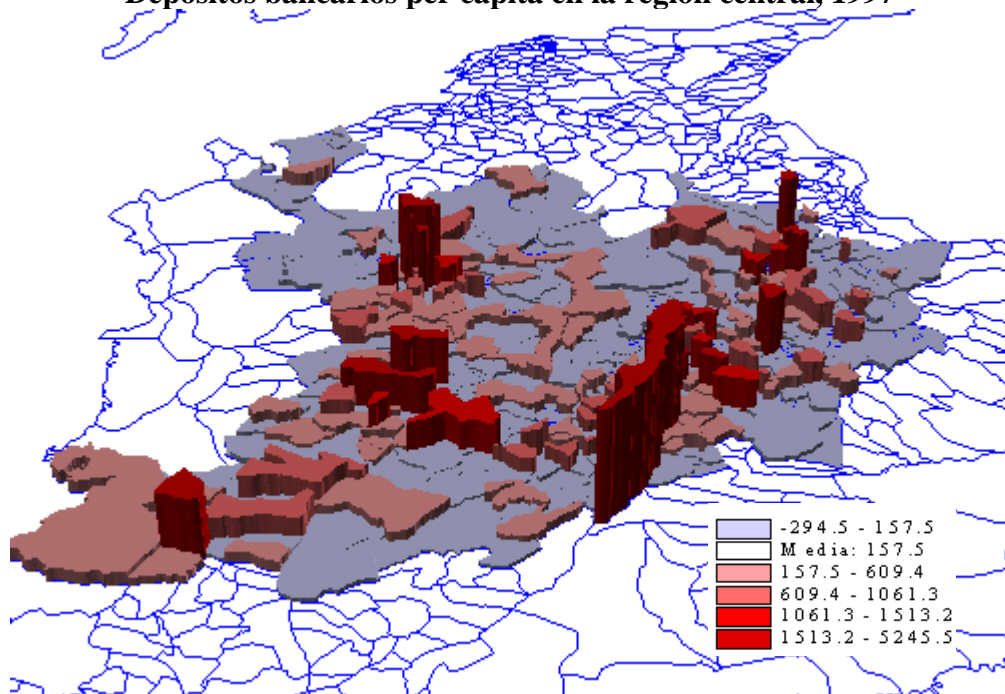 Depósitos bancarios per cápita en la región central, 1997
-294.5 - 157.5
Media: 157.5
157.5 - 609.4
609.4 - 1061.3
1061.3 - 1513.2
1513.2 - 5245.5